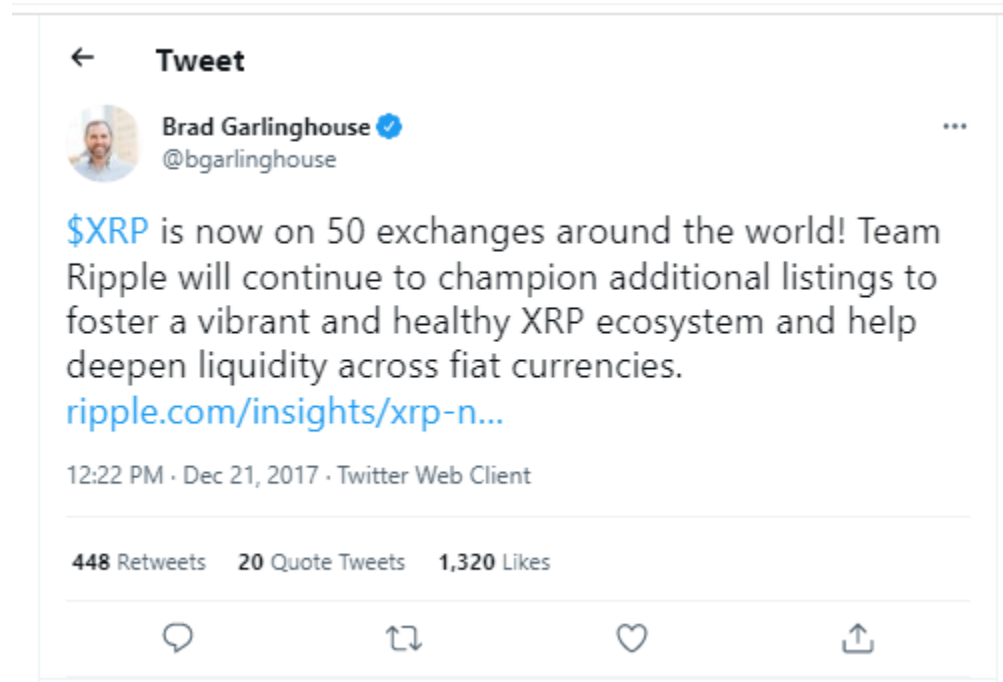 Tweet
Brad Garlinghouse
@bgarlinghouse
$XRP is now on 50 exchanges around the world! Team
Ripple will continue to champion additional listings to
foster a vibrant and healthy XRP ecosystem and help
deepen liquidity across fiat currencies.
ripple.com/insights/xrp-n...
12:22 PM · Dec 21, 2017 · Twitter Web Client
448 Retweets 20 Quote Tweets 1,320 Likes